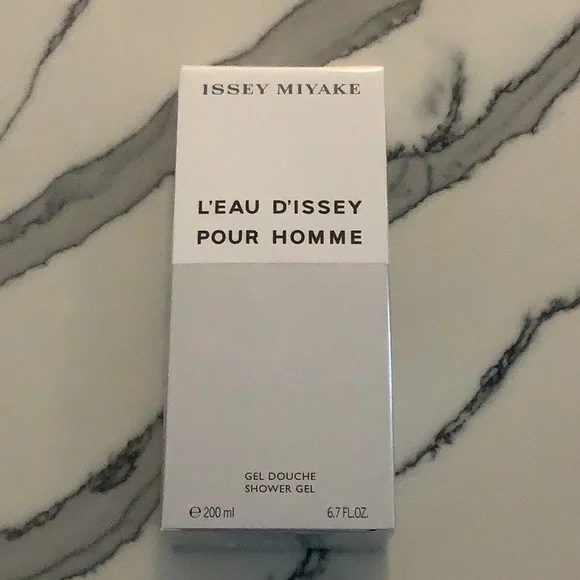 ISSEY MIYAKE
L'EAU D'ISSEY
POUR HOMME
GEL DOUCHE
SHOWER GEL
℮ 200 ml 6.7 FL.OZ.